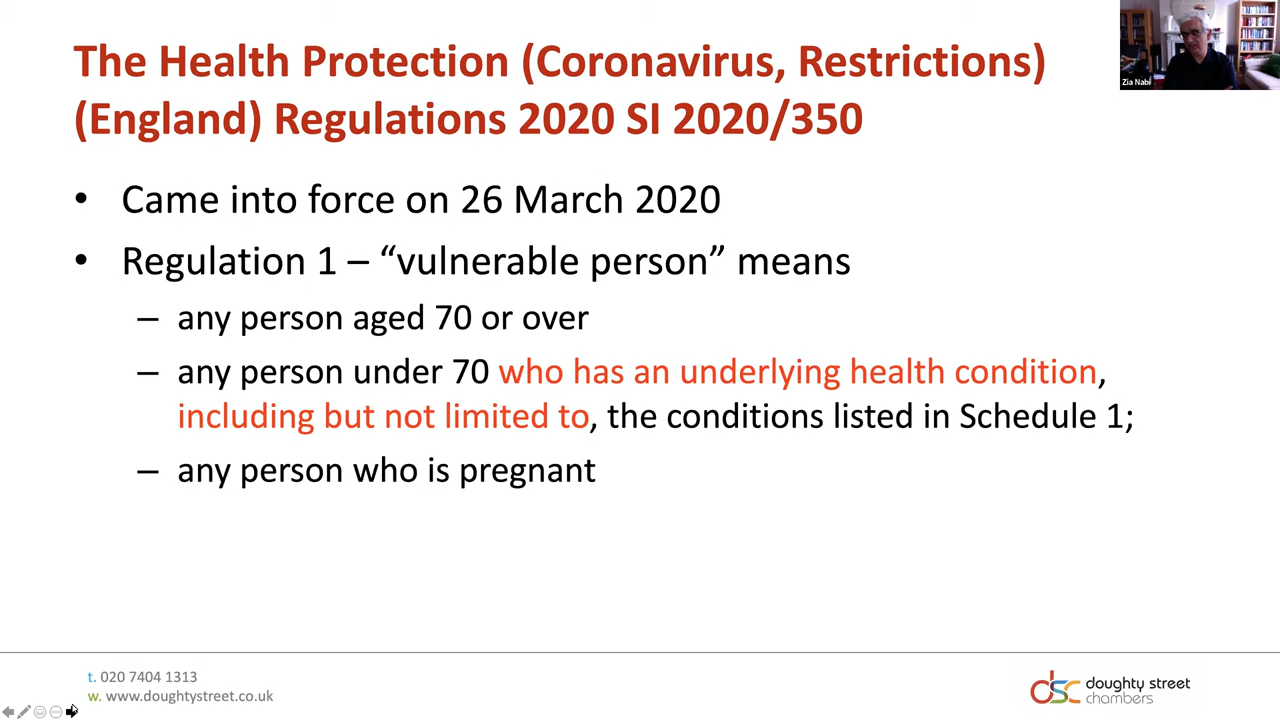 The Health Protection (Coronavirus, Restrictions)
(England) Regulations 2020 SI 2020/350
Zia Nabi
• Came into force on 26 March 2020
• Regulation 1 – “vulnerable person” means
– any person aged 70 or over
– any person under 70 who has an underlying health condition,
including but not limited to, the conditions listed in Schedule 1;
– any person who is pregnant
t. 020 7404 1313
w. www.doughtystreet.co.uk
dsc doughty street
chambers